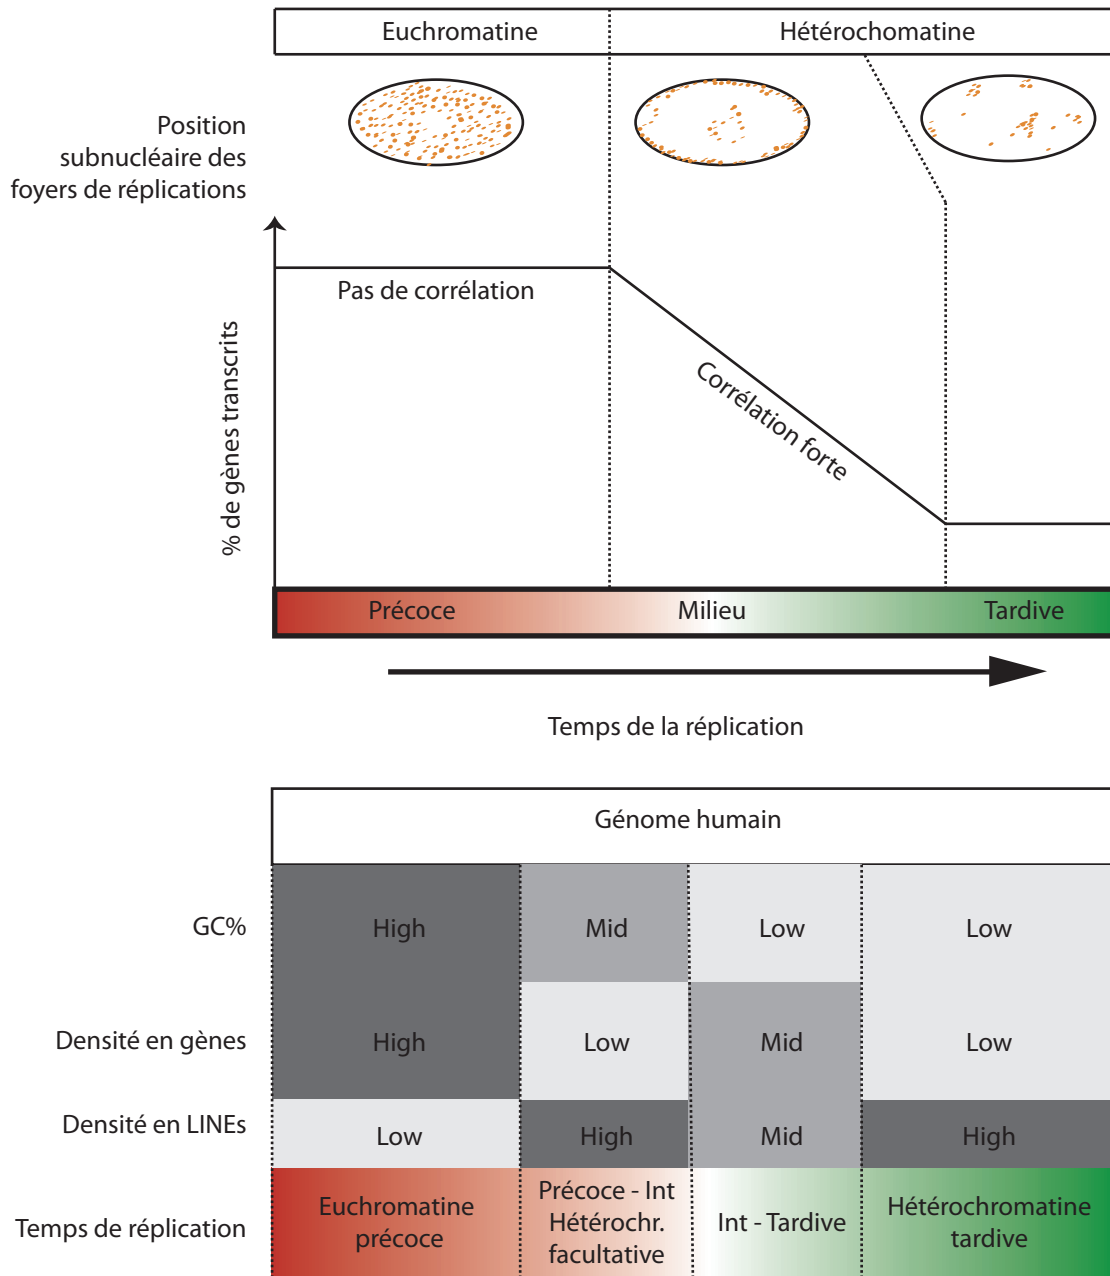 Euchromatine
Hétérochomatine
Position
subnucléaire des
foyers de réplications
% de gènes transcrits
Pas de corrélation
Corrélation forte
Précoce
Milieu
Tardive
Temps de la réplication
Génome humain
GC%
High
Mid
Low
Low
Densité en gènes
High
Low
Mid
Low
Densité en LINEs
Low
High
Mid
High
Temps de réplication
Euchromatine
précoce
Précoce - Int
Hétérochr.
facultative
Int - Tardive
Hétérochromatine
tardive